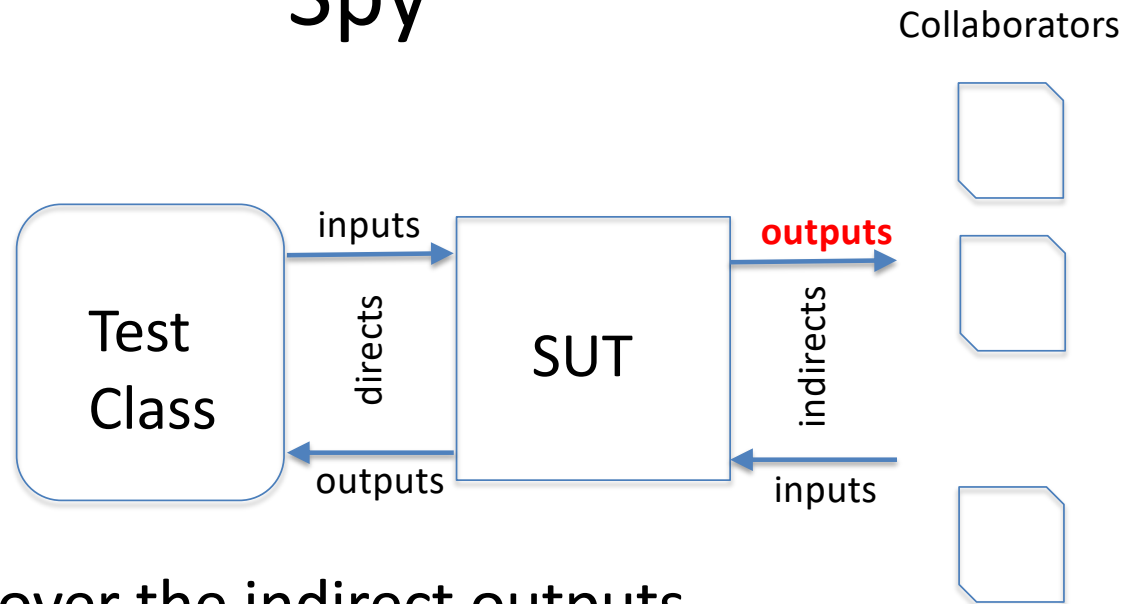 Spy
Collaborators
inputs
outputs
directs
indirects
Test
Class
SUT
outputs
inputs
over the indirect outputs